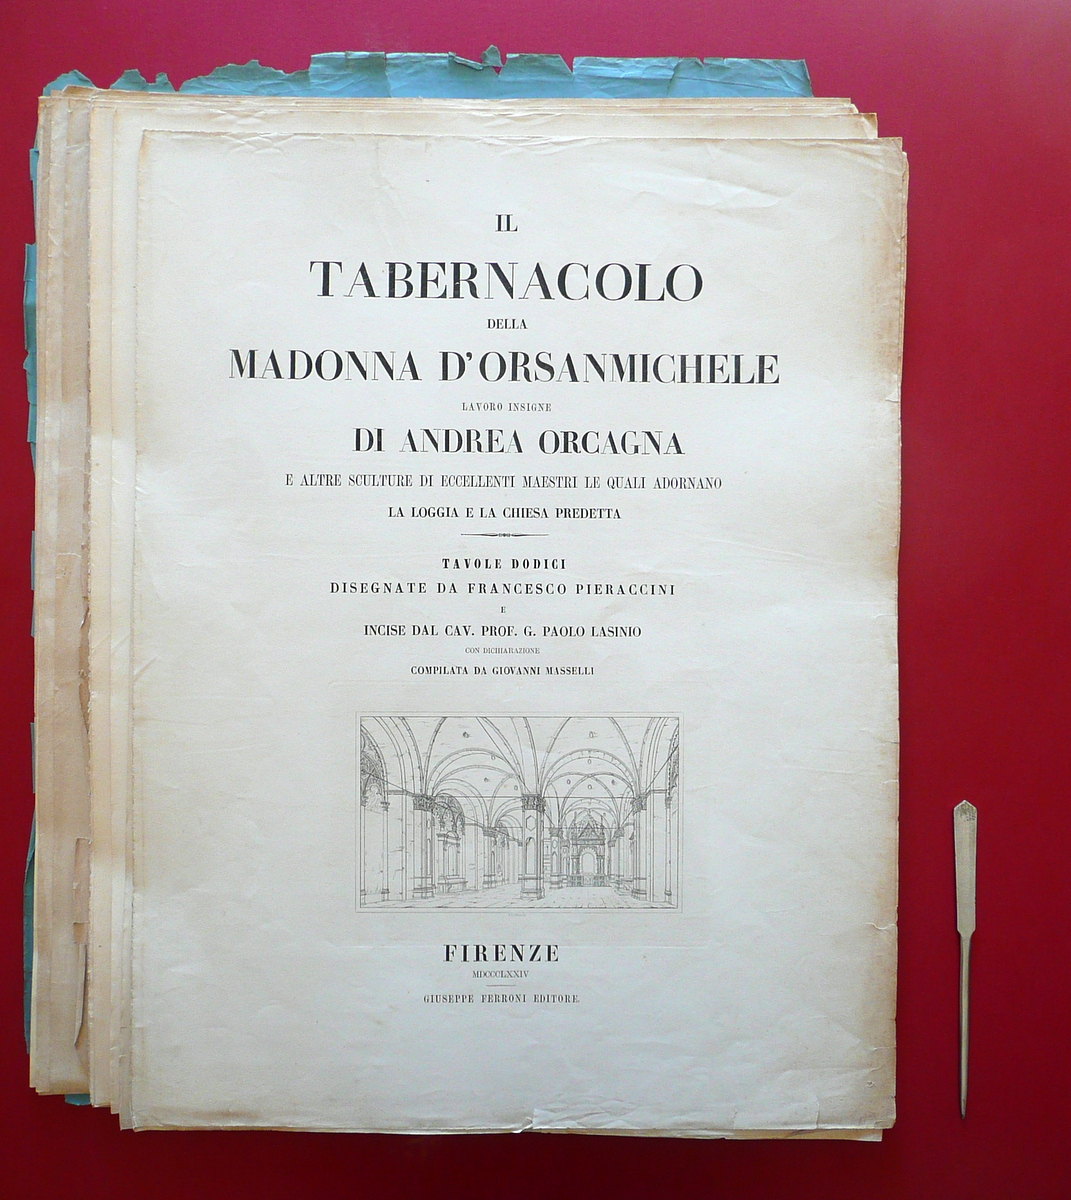 IL
TABERNACOLO
DELLA
MADONNA D'ORSANMICHELE
LAVORO INSIGNE
DI ANDREA ORCAGNA
E ALTRE SCULTURE DI ECCELLENTI MAESTRI LE QUALI ADORNANO
LA LOGGIA E LA CHIESA PREDETTA
TAVOLE DODICI
DISEGNATE DA FRANCESCO PIERACCINI
E
INCISE DAL CAV. PROF. G. PAOLO LASINIO
CON DICHIARAZIONE
COMPILATA DA GIOVANNI MASSELLI
FIRENZE
MDCCCLXXIV
GIUSEPPE FERRONI EDITORE.